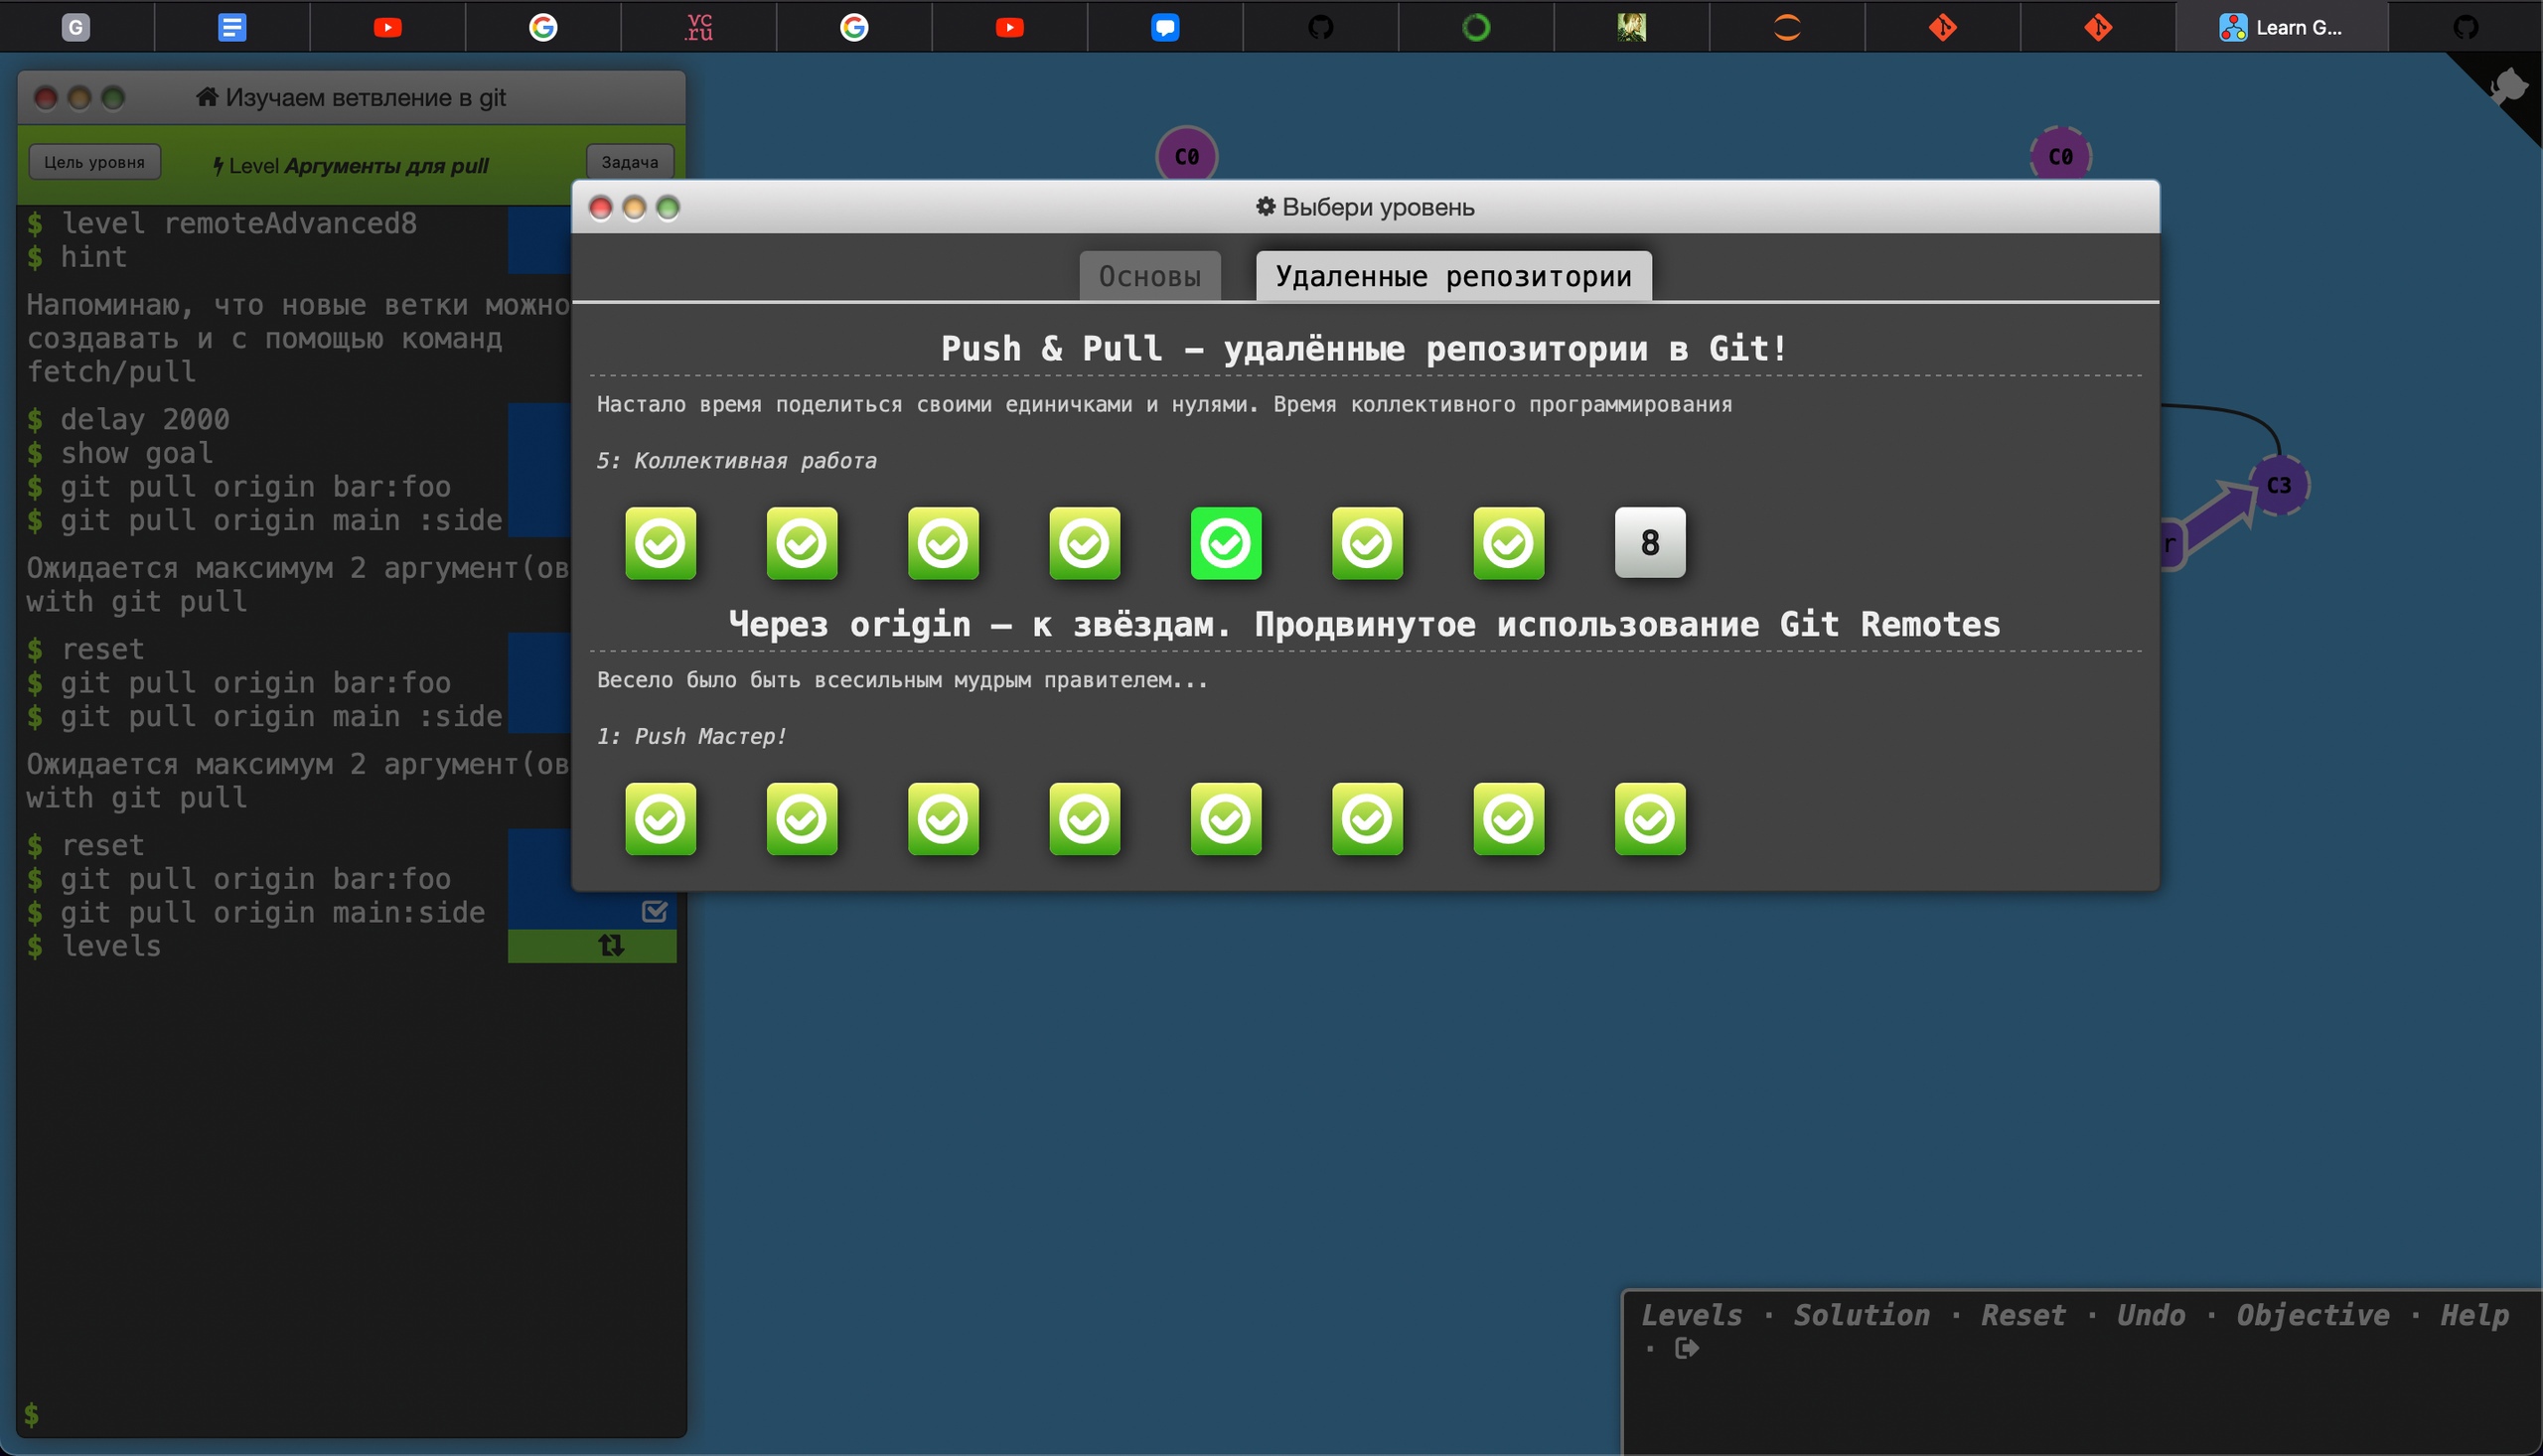 G
vc
.ru
Learn G...
Изучаем ветвление в git
Цель уровня
Level Аргументы для pull
Задача
$ level remoteAdvanced8
$ hint
Напоминаю, что новые ветки можно
создавать и с помощью команд
fetch/pull
$ delay 2000
$ show goal
$ git pull origin bar:foo
$ git pull origin main :side
Ожидается максимум 2 аргумент(ов
with git pull
$ reset
$ git pull origin bar:foo
$ git pull origin main :side
Ожидается максимум 2 аргумент(ов
with git pull
$ reset
$ git pull origin bar:foo
$ git pull origin main:side
$ levels
$
C0
C0
Выбери уровень
Основы
Удаленные репозитории
Push & Pull – удалённые репозитории в Git!
Настало время поделиться своими единичками и нулями. Время коллективного программирования
5: Коллективная работа
8
Через origin – к звёздам. Продвинутое использование Git Remotes
Весело было быть всесильным мудрым правителем...
1: Push Мастер!
C3
r
Levels · Solution · Reset · Undo · Objective · Help
·